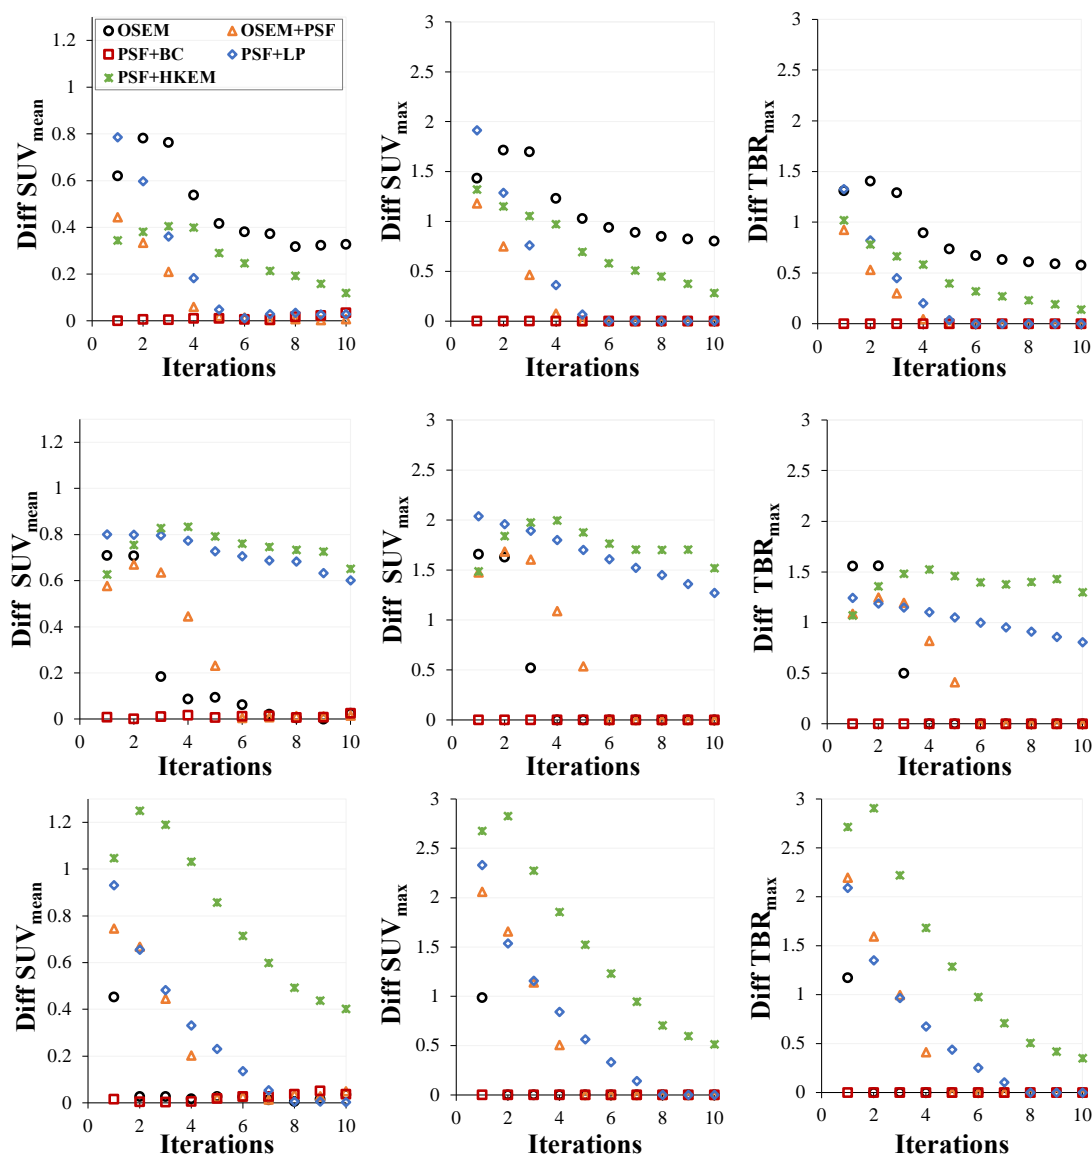 OSEM
OSEM+PSF
PSF+BC
PSF+LP
PSF+HKEM
Diff SUVmean
1.2
1
0.8
0.6
0.4
0.2
0
0 2 4 6 8 10
Iterations
Diff SUVmax
3
2.5
2
1.5
1
0.5
0
0 2 4 6 8 10
Iterations
Diff TBRmax
3
2.5
2
1.5
1
0.5
0
0 2 4 6 8 10
Iterations
Diff SUVmean
1.2
1
0.8
0.6
0.4
0.2
0
0 2 4 6 8 10
Iterations
Diff SUVmax
3
2.5
2
1.5
1
0.5
0
0 2 4 6 8 10
Iterations
Diff TBRmax
3
2.5
2
1.5
1
0.5
0
0 2 4 6 8 10
Iterations
Diff SUVmean
1.2
1
0.8
0.6
0.4
0.2
0
0 2 4 6 8 10
Iterations
Diff SUVmax
3
2.5
2
1.5
1
0.5
0
0 2 4 6 8 10
Iterations
Diff TBRmax
3
2.5
2
1.5
1
0.5
0
0 2 4 6 8 10
Iterations